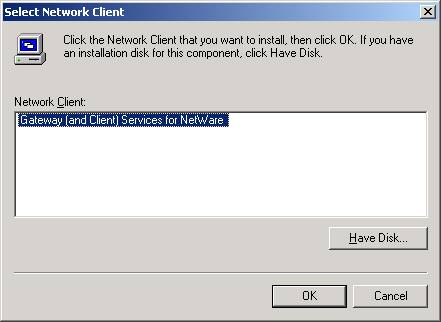 Select Network Client
Click the Network Client that you want to install, then click OK. If you have
an installation disk for this component, click Have Disk.
Network Client:
Gateway (and Client) Services for NetWare
Have Disk...
OK
Cancel